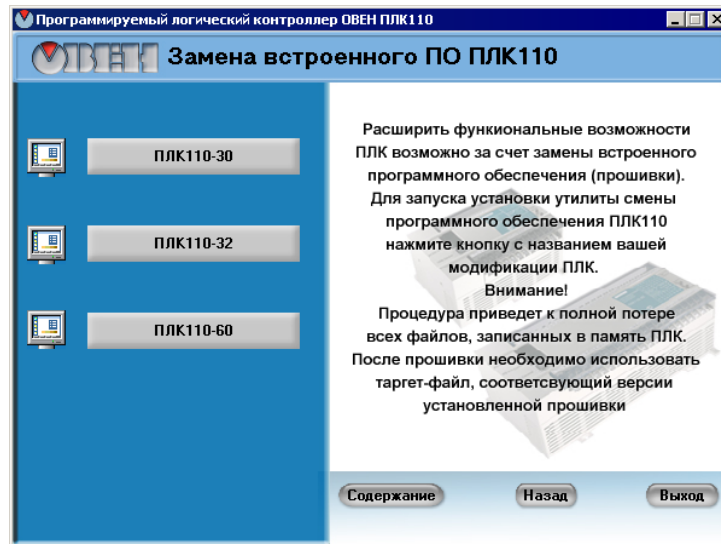 Программируемый логический контроллер ОВЕН ПЛК110
ОВЕН Замена встроенного ПО ПЛК110
ПЛК110-30
ПЛК110-32
ПЛК110-60
Расширить функиональные возможности
ПЛК возможно за счет замены встроенного
программного обеспечения (прошивки).
Для запуска установки утилиты смены
программного обеспечения ПЛК110
нажмите кнопку с названием вашей
модификации ПЛК.
Внимание!
Процедура приведет к полной потере
всех файлов, записанных в память ПЛК.
После прошивки необходимо использовать
таргет-файл, соответсвующий версии
установленной прошивки
Содержание
Назад
Выход